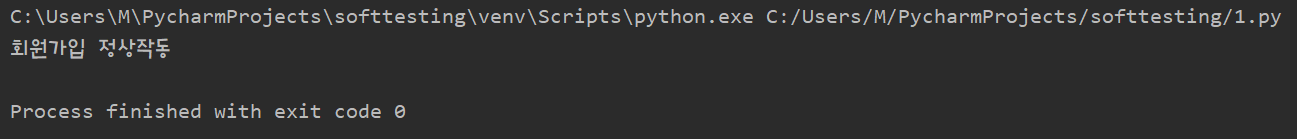 C:\Users\M\PycharmProjects\softtesting\venv\Scripts\python.exe C:/Users/M/PycharmProjects/softtesting/1.py
회원가입 정상작동
Process finished with exit code 0